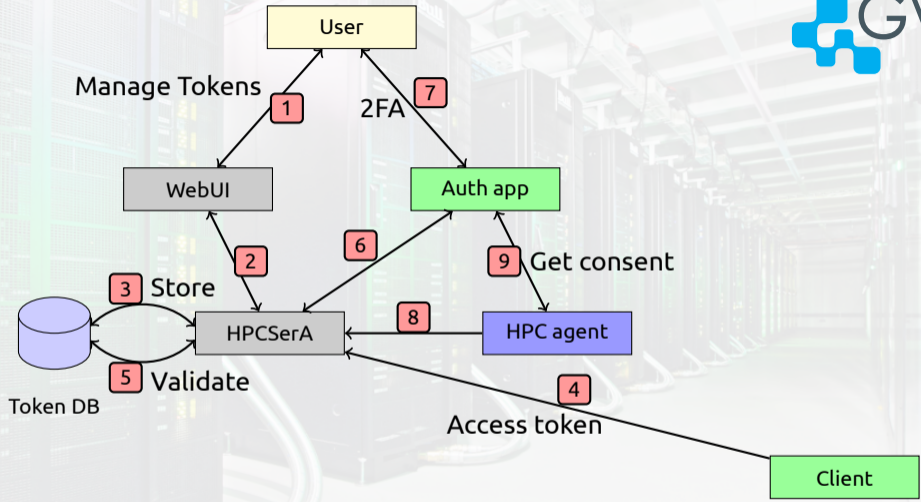 User
Manage Tokens
1
7
2FA
WebUI
Auth app
2
6
9
Get consent
3
Store
HPCSerA
8
HPC agent
5
Validate
Token DB
4
Access token
Client